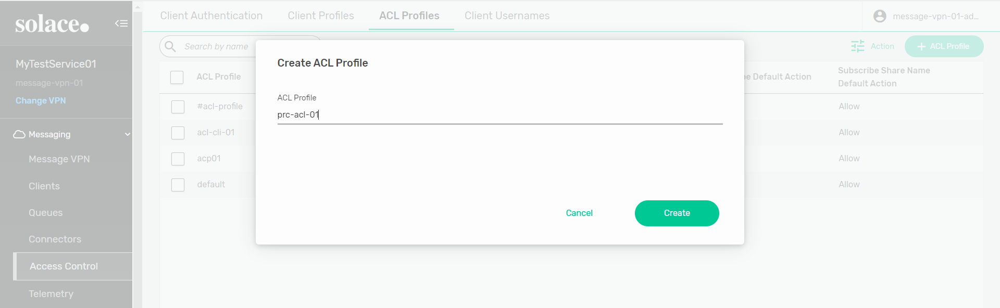 solace.
MyTestService01
message-vpn-01
Change VPN
Messaging
Message VPN
Clients
Queues
Connectors
Access Control
Telemetry
Client Authentication
Client Profiles
ACL Profiles
Client Usernames
message-vpn-01-ad...
Search by name
Action
+ ACL Profile
ACL Profile
Default Action
Subscribe Share Name
Default Action
#acl-profile
Allow
acl-cli-01
Allow
acp01
Allow
default
Allow
Create ACL Profile
ACL Profile
prc-acl-01
Cancel
Create